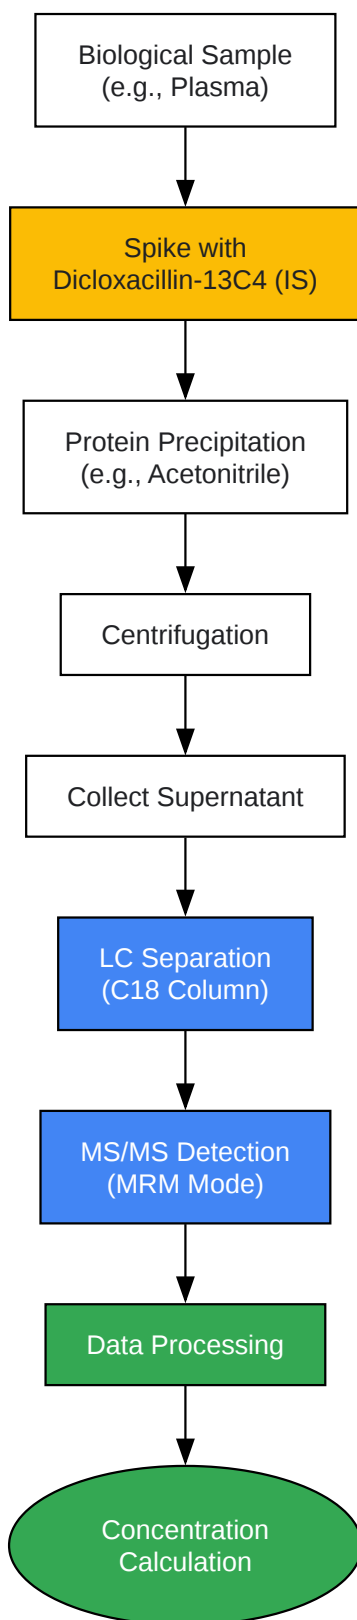 Biological Sample
(e.g., Plasma)
Spike with
Dicloxacillin-13C4 (IS)
Protein Precipitation
(e.g., Acetonitrile)
Centrifugation
Collect Supernatant
LC Separation
(C18 Column)
MS/MS Detection
(MRM Mode)
Data Processing
Concentration
Calculation